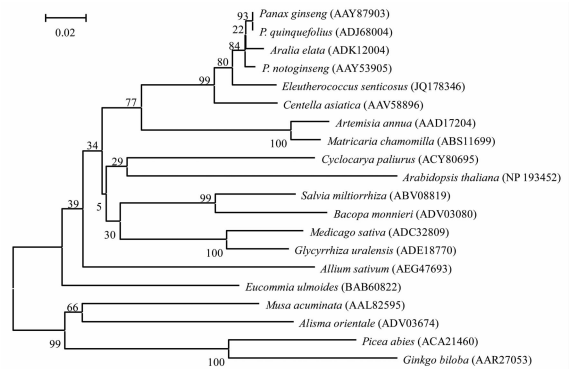 93 Panax ginseng (AAY87903)
22 P. quinquefolius (ADJ68004)
84 Aralia elata (ADK12004)
80 P. notoginseng (AAY53905)
0.02
99 Eleutherococcus senticosus (JQ178346)
77 Centella asiatica (AAV58896)
Artemisia annua (AAD17204)
100 Matricaria chamomilla (ABS11699)
34
29 Cyclocarya paliurus (ACY80695)
Arabidopsis thaliana (NP 193452)
39 5 99 Salvia miltiorrhiza (ABV08819)
Bacopa monnieri (ADV03080)
30 Medicago sativa (ADC32809)
100 Glycyrrhiza uralensis (ADE18770)
Allium sativum (AEG47693)
Eucommia ulmoides (BAB60822)
66 Musa acuminata (AAL82595)
Alisma orientale (ADV03674)
99 Picea abies (ACA21460)
100 Ginkgo biloba (AAR27053)